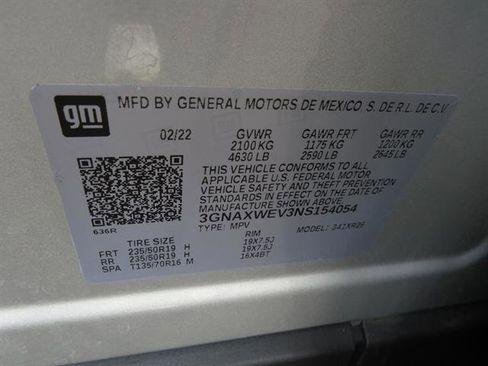 gm MFD BY GENERAL MOTORS DE MEXICO S. DE R.L. DE C.V.
02/22 GVWR GAWR FRT GAWR RR
2100 KG 1175 KG 1200 KG
4630 LB 2590 LB 2645 LB
THIS VEHICLE CONFORMS TO ALL
APPLICABLE U.S. FEDERAL MOTOR
VEHICLE SAFETY AND THEFT PREVENTION
STANDARDS IN EFFECT ON THE DATE
OF MANUFACTURE SHOWN ABOVE.
3GNAXWEV3NS154054
636R TYPE: MPV MODEL: 341XR26
TIRE SIZE RIM
FRT 235/50R19 H 19X7.5J
RR 235/50R19 H 19X7.5J
SPA T135/70R16 M 16X4BT